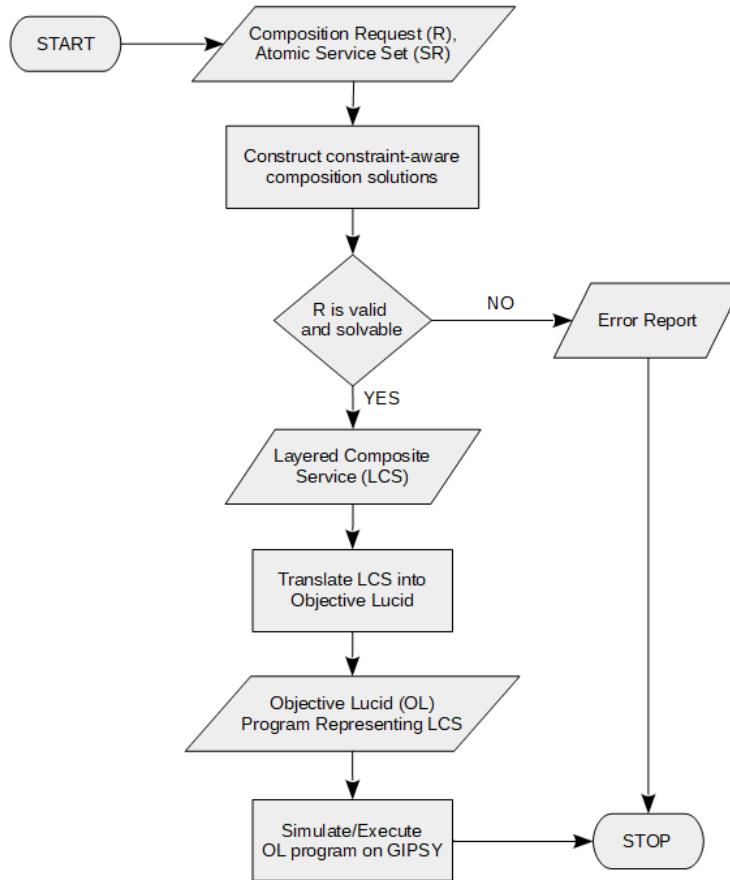 START
Composition Request (R),
Atomic Service Set (SR)
Construct constraint-aware
composition solutions
R is valid
and solvable
NO
Error Report
YES
Layered Composite
Service (LCS)
Translate LCS into
Objective Lucid
Objective Lucid (OL)
Program Representing LCS
Simulate/Execute
OL program on GIPSY
STOP